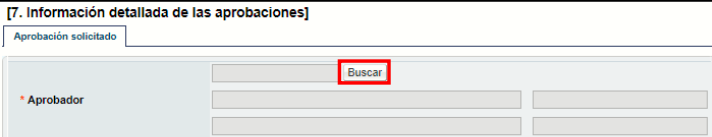 [7. Información detallada de las aprobaciones]
Aprobación solicitado
Buscar
* Aprobador